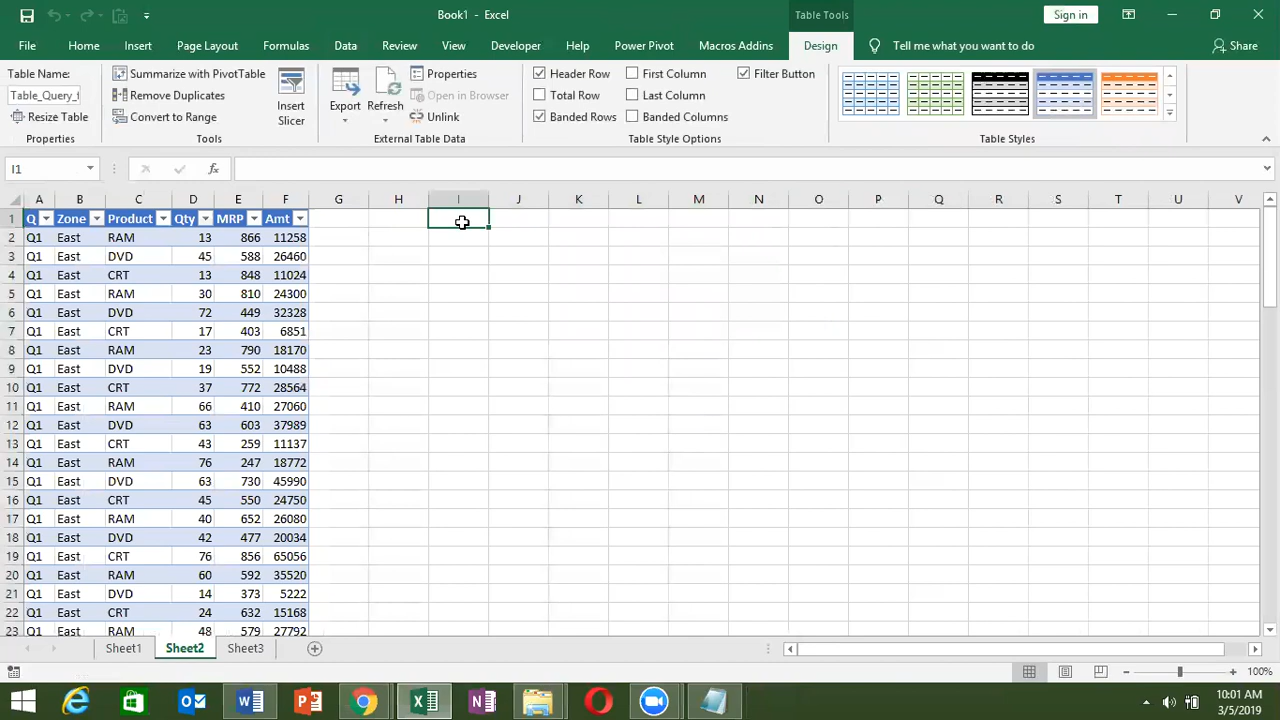 Book1 - Excel
Table Tools
Sign in
File Home Insert Page Layout Formulas Data Review View Developer Help Power Pivot Macros Addins Design Tell me what you want to do Share
Table Name:
Table_Query_f
Resize Table
Properties
Summarize with PivotTable
Remove Duplicates
Convert to Range
Insert
Slicer
Tools
Export
Refresh
Properties
Open in Browser
Unlink
External Table Data
Header Row First Column Filter Button
Total Row Last Column
Banded Rows Banded Columns
Table Style Options
Table Styles
I1
fx
A B C D E F G H I J K L M N O P Q R S T U V
1 Q Zone Product Qty MRP Amt
2 Q1 East RAM 13 866 11258
3 Q1 East DVD 45 588 26460
4 Q1 East CRT 13 848 11024
5 Q1 East RAM 30 810 24300
6 Q1 East DVD 72 449 32328
7 Q1 East CRT 17 403 6851
8 Q1 East RAM 23 790 18170
9 Q1 East DVD 19 552 10488
10 Q1 East CRT 37 772 28564
11 Q1 East RAM 66 410 27060
12 Q1 East DVD 63 603 37989
13 Q1 East CRT 43 259 11137
14 Q1 East RAM 76 247 18772
15 Q1 East DVD 63 730 45990
16 Q1 East CRT 45 550 24750
17 Q1 East RAM 40 652 26080
18 Q1 East DVD 42 477 20034
19 Q1 East CRT 76 856 65056
20 Q1 East RAM 60 592 35520
21 Q1 East DVD 14 373 5222
22 Q1 East CRT 24 632 15168
23 Q1 East RAM 48 579 27792
Sheet1 Sheet2 Sheet3
100%
10:01 AM
3/5/2019